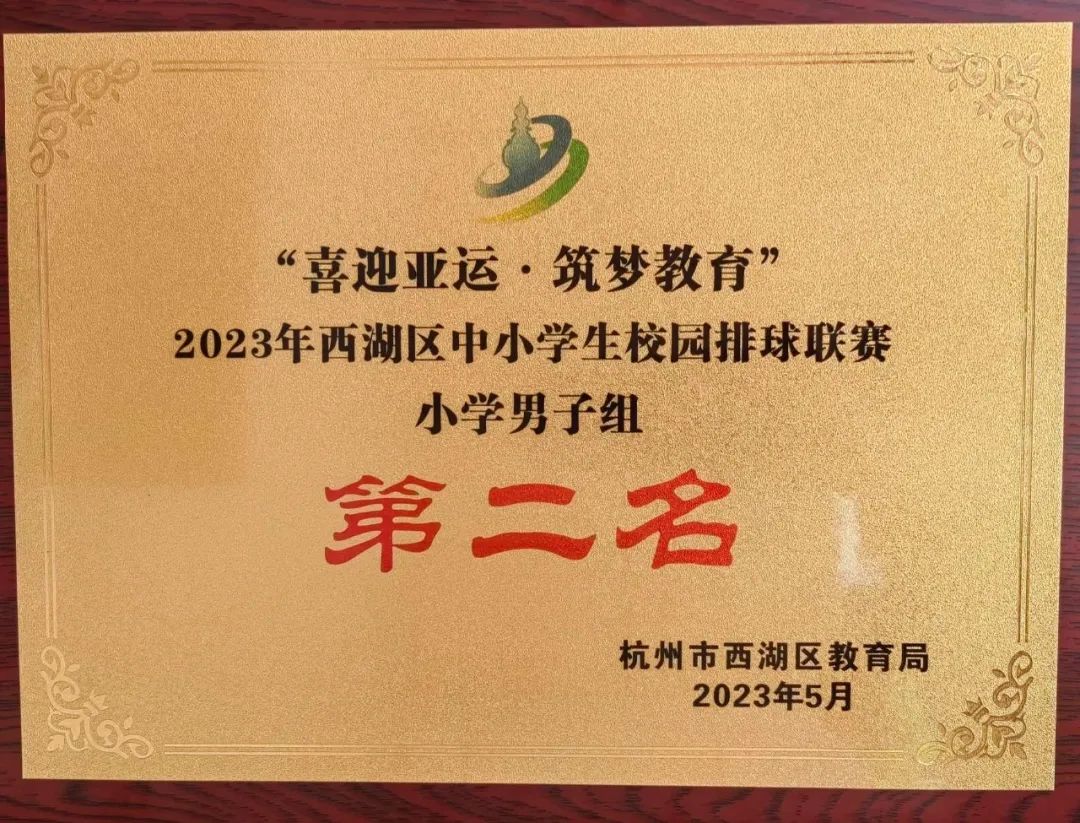 “喜迎亚运·筑梦教育”
2023年西湖区中小学生校园排球联赛
小学男子组
第二名
杭州市西湖区教育局
2023年5月